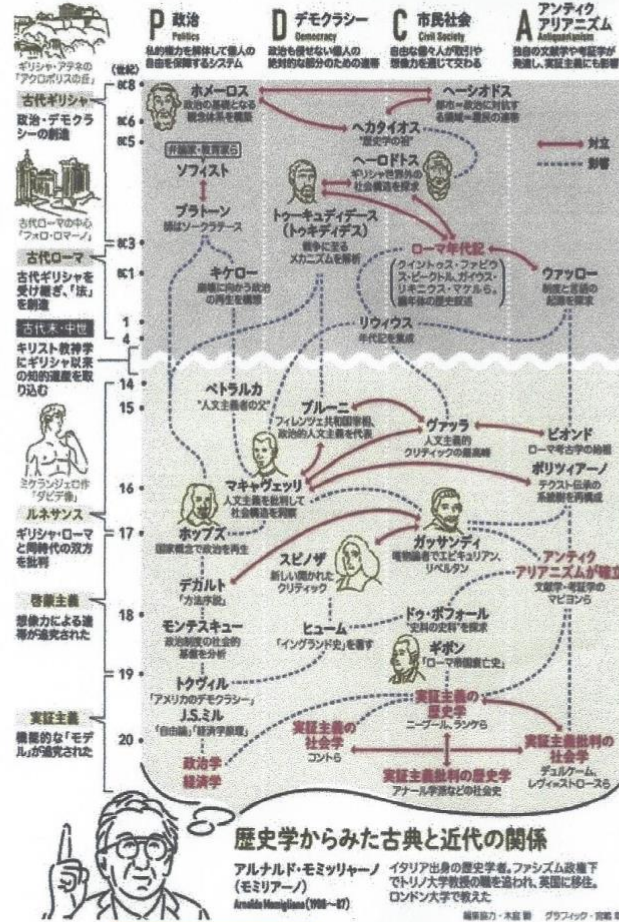 P 政治
Politics
私的権力を解体して個人の
自由を保障するシステム
D デモクラシー
Democracy
政治も侵せない個人の
絶対的な部分のための連帯
C 市民社会
Civil Society
自由な個々人が取引や
想像力を通じて交わる
A アンティク
アリアニズム
Antiquarianism
独自の文献学や考証学が
発達し、実証主義にも影響
ギリシャ・アテネの
「アクロポリスの丘」
(世紀)
古代ギリシャ
政治・デモクラ
シーの創造
古代ローマの中心
「フォロ・ロマーノ」
古代ローマ
古代ギリシャを
受け継ぎ、「法」
を創造
古代末・中世
キリスト教神学
にギリシャ以来
の知的遺産を取
り込む
ミケランジェロ作
「ダビデ像」
ルネサンス
ギリシャ・ローマ
と同時代の双方
を批判
啓蒙主義
想像力による連
帯が追究された
実証主義
機能的な「モデ
ル」が追究された
BC8
BC6
BC5
BC3
BC1
1
4
14
15
16
17
18
19
20
ホメーロス
政治の基礎となる
観念体系を構築
ヘーシオドス
都市=政治に対抗す
る領域=農民の連帯
ヘカタイオス
"歴史学の祖"
対立
影響
弁論家・教育家ら
ソフィスト
ヘーロドトス
ギリシャ世界外の
社会構造を探求
プラトーン
師はソークラテース
トゥーキュディデース
(トゥキディデス)
戦争に至る
メカニズムを解析
ローマ年代記
クイントゥス・ファビウ
ス・ピークトル、ガイウス・
リキニウス・マケルら。
編年体の歴史叙述
キケロー
崩壊に向かう政治
の再生を構想
ウァッロー
制度と言語の
起源を探求
リウィウス
年代記を集成
ペトラルカ
"人文主義者の父"
ブルーニ
フィレンツェ共和国宰相、
政治的人文主義を代表
ヴァッラ
人文主義的
クリティックの最高峰
ビオンド
ローマ考古学の始祖
マキャヴェッリ
人文主義を批判して
社会構造を洞察
ポリツィアーノ
テクスト伝承の
系統樹を再構成
ホッブズ
国家概念で政治を再生
スピノザ
新しい開かれた
クリティック
ガッサンディ
唯物論者でエピキュリアン、
リベルタン
アンティク
アリアニズムが確立
文献学・考証学の
マビヨンら
デカルト
「方法序説」
モンテスキュー
政治制度の社会的
基盤を分析
ヒューム
「イングランド史」を著す
ドゥ・ボフォール
"史料の史料"を探求
ギボン
「ローマ帝国衰亡史」
トクヴィル
「アメリカのデモクラシー」
J.S.ミル
「自由論」「経済学原理」
実証主義の
歴史学
ニーブール、ランケら
実証主義の
社会学
コントら
実証主義批判の
社会学
デュルケーム、
レヴィ=ストロースら
政治学
経済学
実証主義批判の歴史学
アナール学派などの社会史
歴史学からみた古典と近代の関係
アルナルド・モミッリャーノ
(モミリアーノ)
Arnaldo Momigliano(1908〜87)
イタリア出身の歴史学者。ファシズム政権下
でトリノ大学教授の職を追われ、英国に移住。
ロンドン大学で教えた
編集協力・木庭 顕
グラフィック・